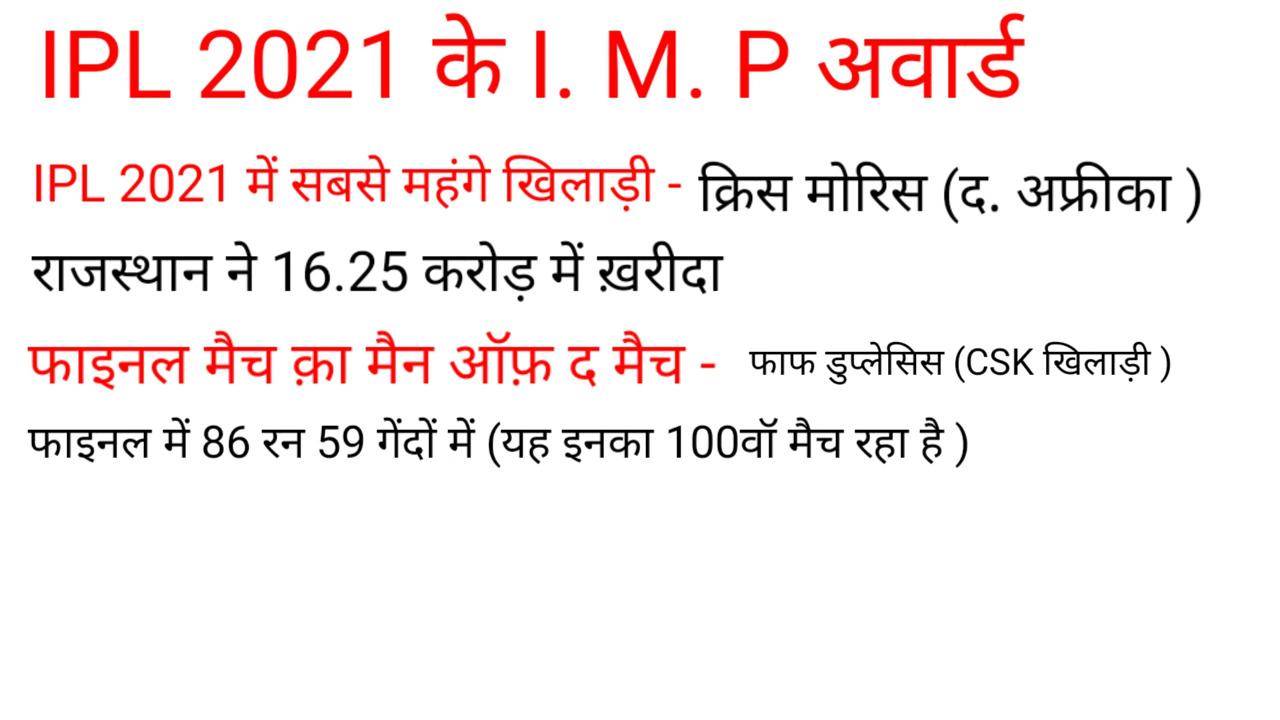 IPL 2021 के I. M. P अवार्ड
IPL 2021 में सबसे महंगे खिलाड़ी - क्रिस मोरिस (द. अफ्रीका )
राजस्थान ने 16.25 करोड़ में ख़रीदा
फाइनल मैच क़ा मैन ऑफ़ द मैच - फाफ डुप्लेसिस (CSK खिलाड़ी )
फाइनल में 86 रन 59 गेंदों में (यह इनका 100वॉ मैच रहा है )